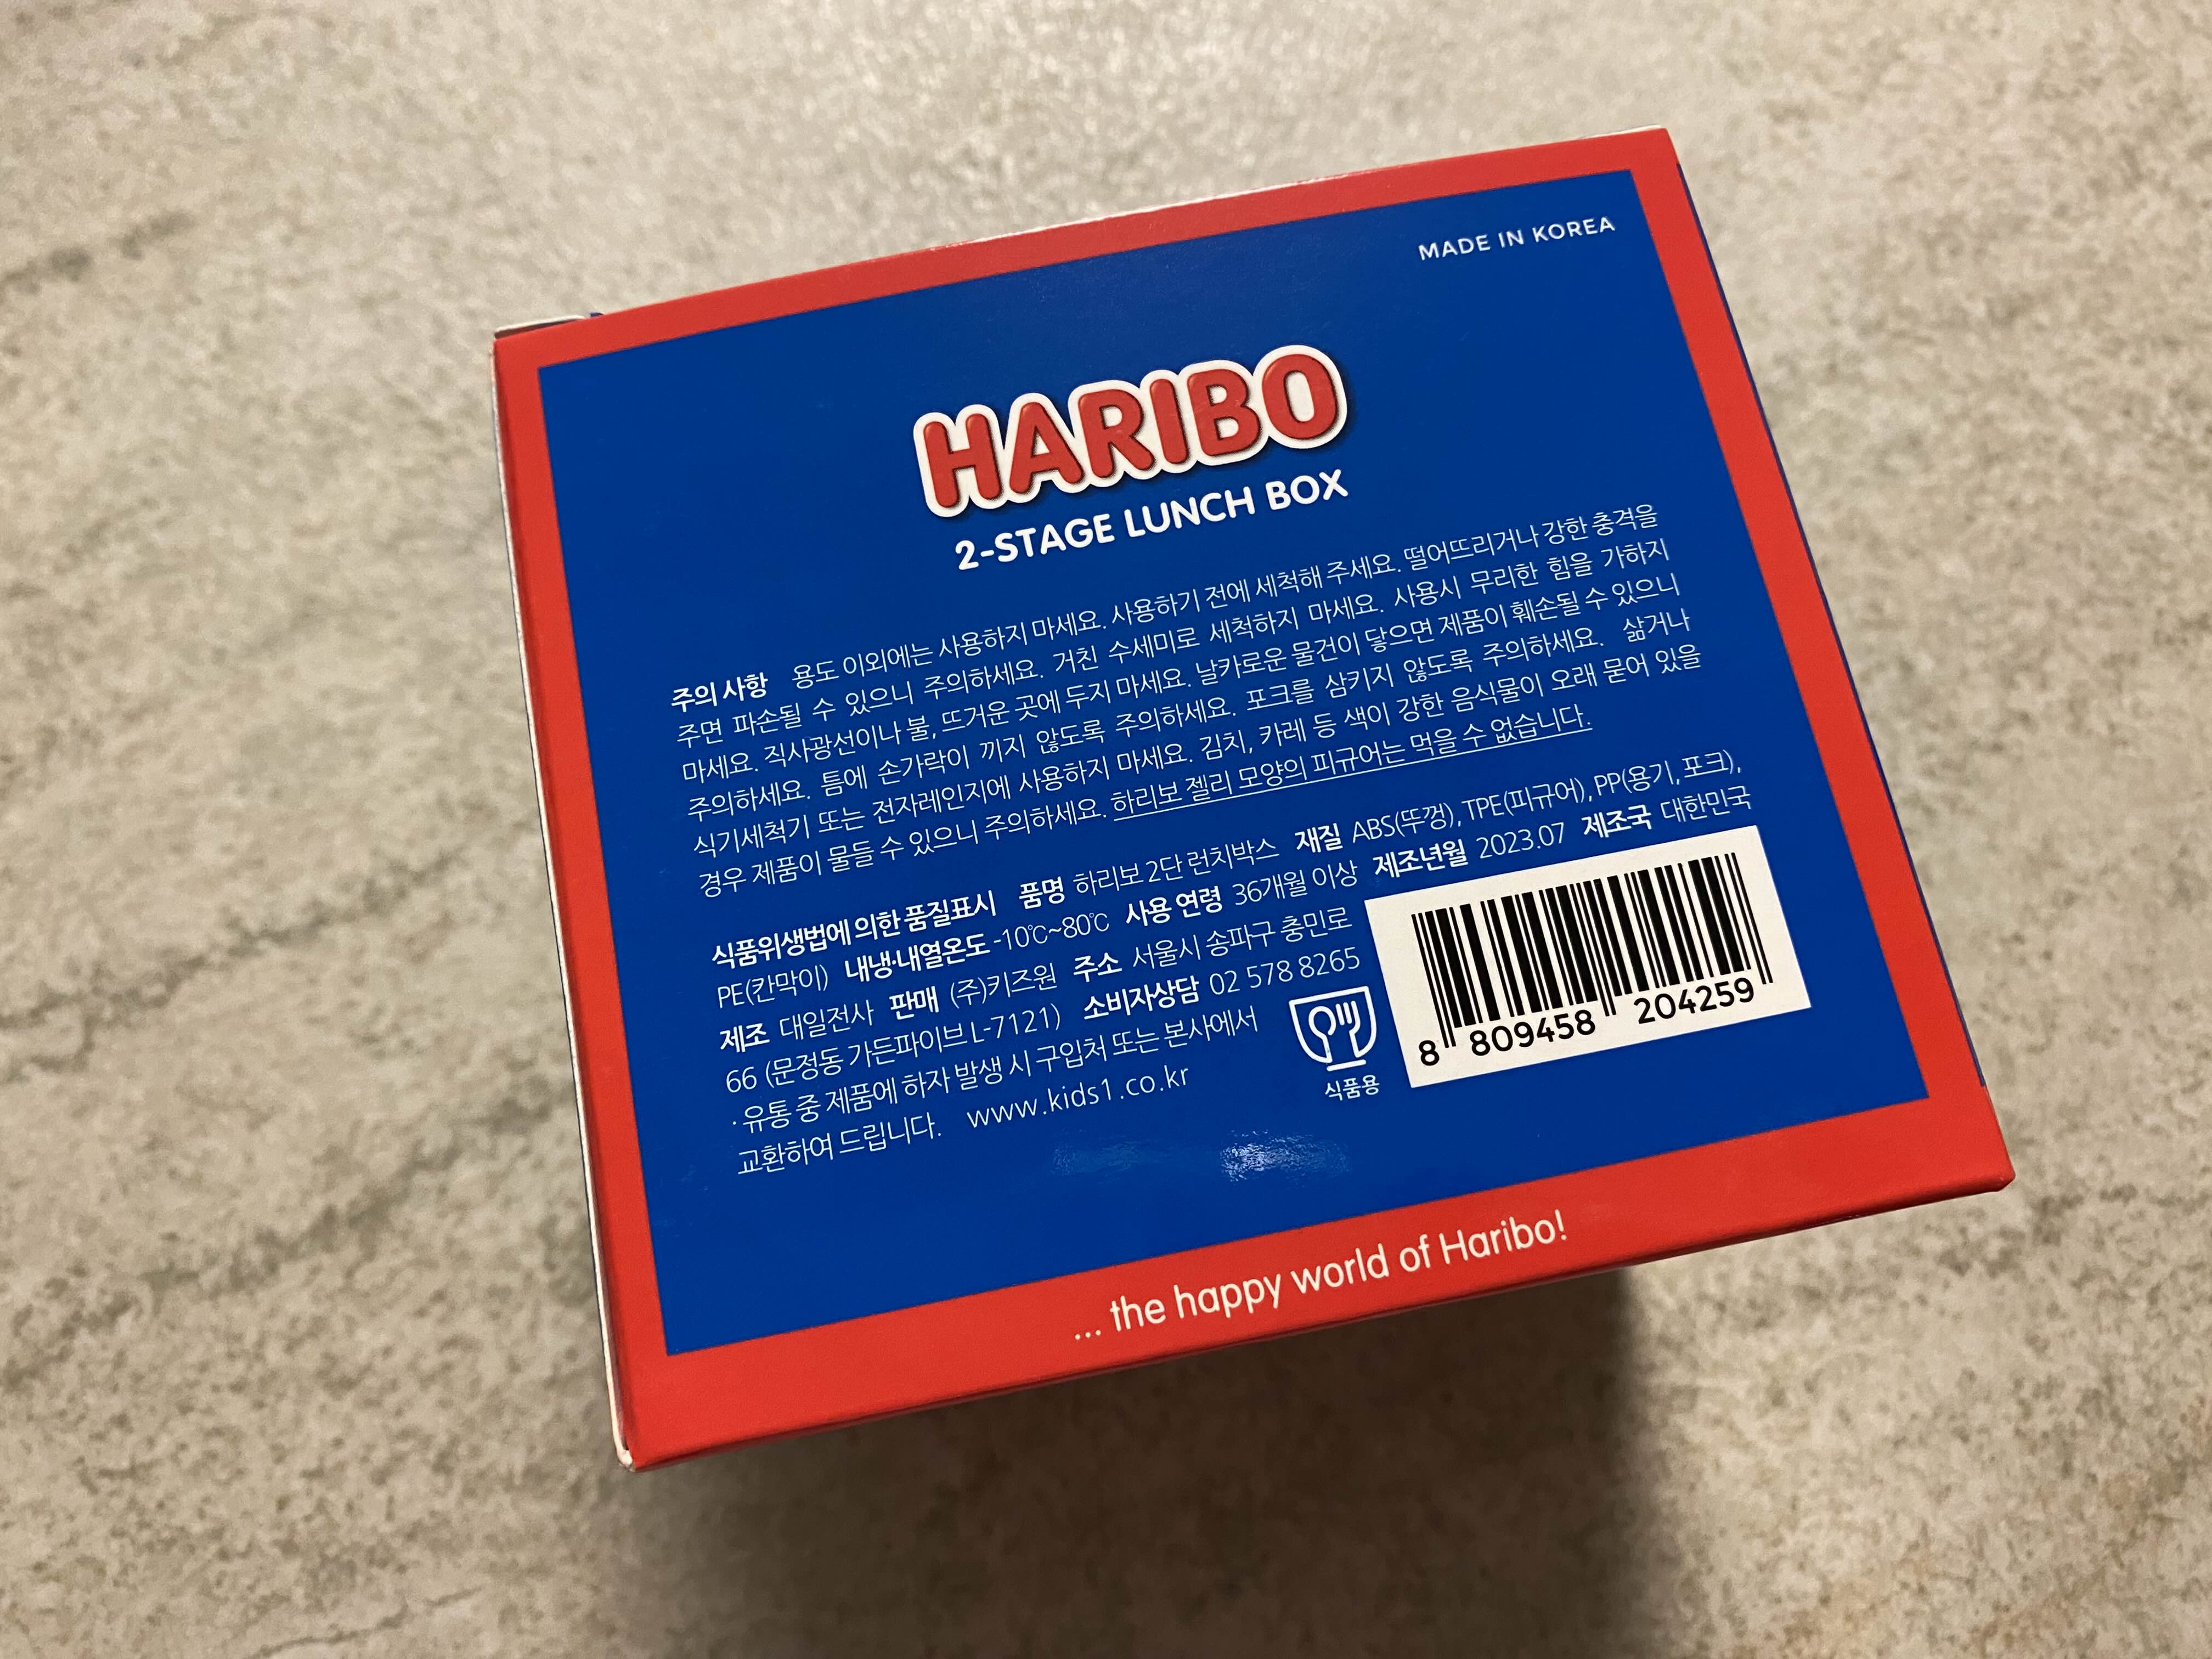 MADE IN KOREA
HARIBO
2-STAGE LUNCH BOX
주의 사항 용도 이외에는 사용하지 마세요. 사용하기 전에 세척해 주세요. 떨어뜨리거나 강한 충격을
주면 파손될 수 있으니 주의하세요. 거친 수세미로 세척하지 마세요. 사용시 무리한 힘을 가하지
마세요. 직사광선이나 불, 뜨거운 곳에 두지 마세요. 날카로운 물건이 닿으면 제품이 훼손될 수 있으니
주의하세요. 틈에 손가락이 끼지 않도록 주의하세요. 포크를 삼키지 않도록 주의하세요. 삶거나
식기세척기 또는 전자레인지에 사용하지 마세요. 김치, 카레 등 색이 강한 음식물이 오래 묻어 있을
경우 제품이 물들 수 있으니 주의하세요. 하리보 젤리 모양의 피규어는 먹을 수 없습니다.
식품위생법에 의한 품질표시 품명 하리보 2단 런치박스 재질 ABS(뚜껑), TPE(피규어), PP(용기, 포크),
PE(칸막이) 내냉·내열온도 -10℃~80℃ 사용 연령 36개월 이상 제조년월 2023.07 제조국 대한민국
제조 대일전사 판매 (주)키즈원 주소 서울시 송파구 충민로
66 (문정동 가든파이브 L-7121) 소비자상담 02 578 8265
·유통 중 제품에 하자 발생 시 구입처 또는 본사에서
교환하여 드립니다. www.kids1.co.kr
식품용
8 809458 204259
... the happy world of Haribo!